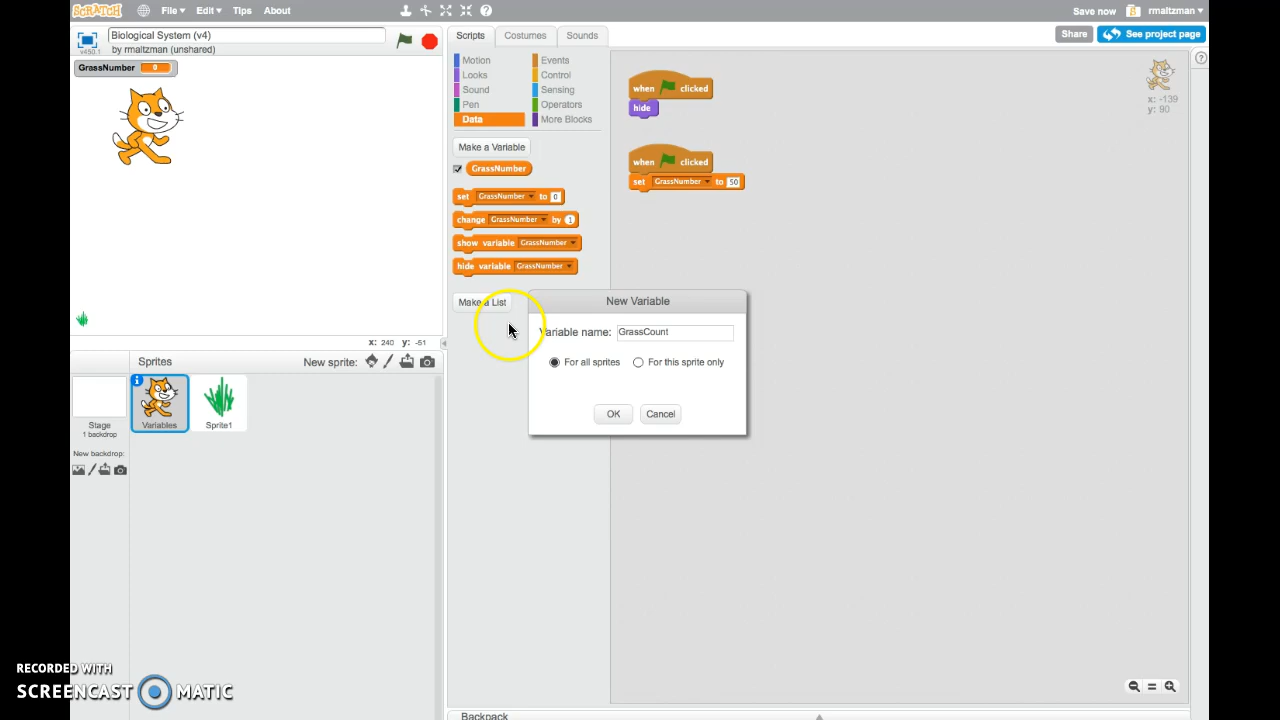 SCRATCH File Edit Tips About Save now rmaltzman
Biological System (v4)
by rmaltzman (unshared)
v450.1
Scripts Costumes Sounds Share See project page
GrassNumber 0
Motion Events
Looks Control
Sound Sensing
Pen Operators
Data More Blocks
Make a Variable
GrassNumber
set GrassNumber to 0
change GrassNumber by 1
show variable GrassNumber
hide variable GrassNumber
Make a List
when clicked
hide
when clicked
set GrassNumber to 50
x: -139
y: 90
New Variable
Variable name: GrassCount
For all sprites For this sprite only
OK Cancel
x: 240 y: -51
Sprites New sprite:
Stage
1 backdrop
New backdrop:
Variables
Sprite1
RECORDED WITH
SCREENCAST MATIC
Backpack